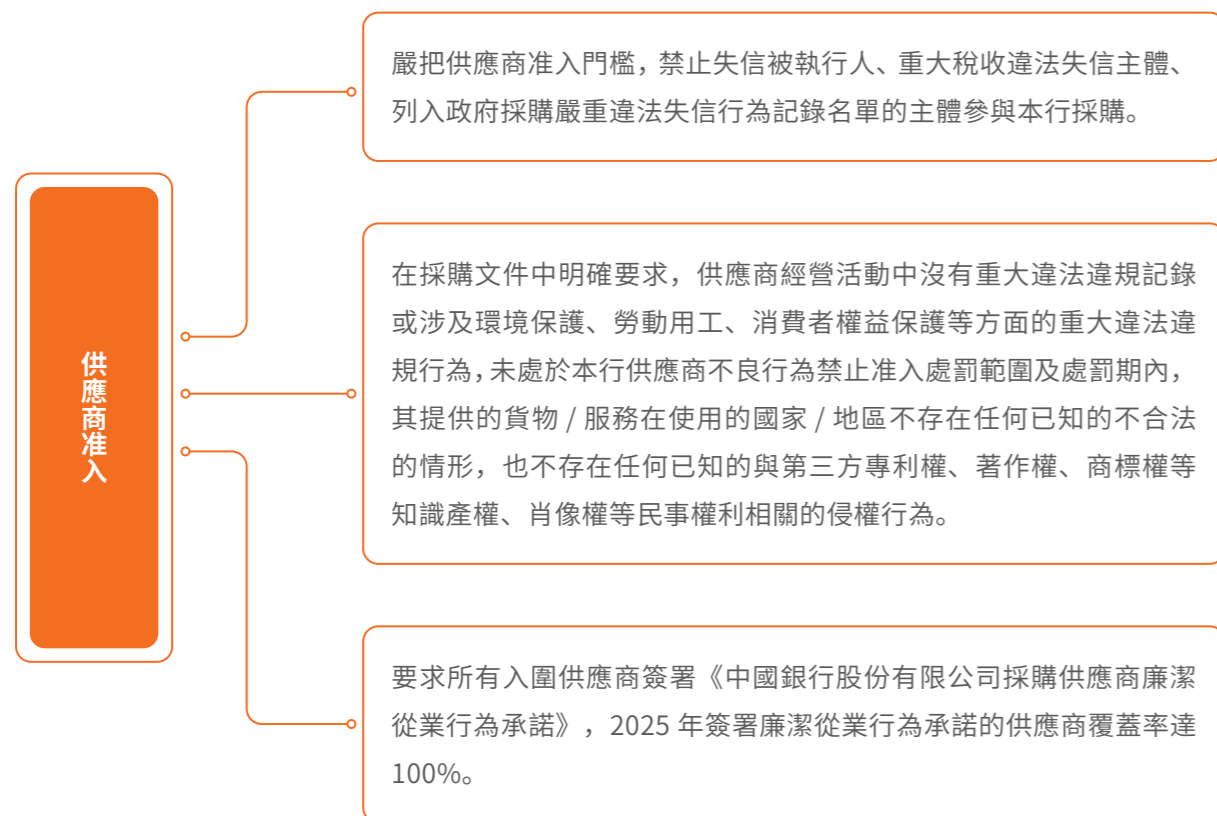 嚴把供應商准入門檻，禁止失信被執行人、重大稅收違法失信主體、
列入政府採購嚴重違法失信行為記錄名單的主體參與本行採購。
供應商准入
在採購文件中明確要求，供應商經營活動中沒有重大違法違規記錄
或涉及環境保護、勞動用工、消費者權益保護等方面的重大違法違
規行為，未處於本行供應商不良行為禁止准入處罰範圍及處罰期內，
其提供的貨物 / 服務在使用的國家 / 地區不存在任何已知的不合法
的情形，也不存在任何已知的與第三方專利權、著作權、商標權等
知識產權、肖像權等民事權利相關的侵權行為。
要求所有入圍供應商簽署《中國銀行股份有限公司採購供應商廉潔
從業行為承諾》，2025 年簽署廉潔從業行為承諾的供應商覆蓋率達
100%。